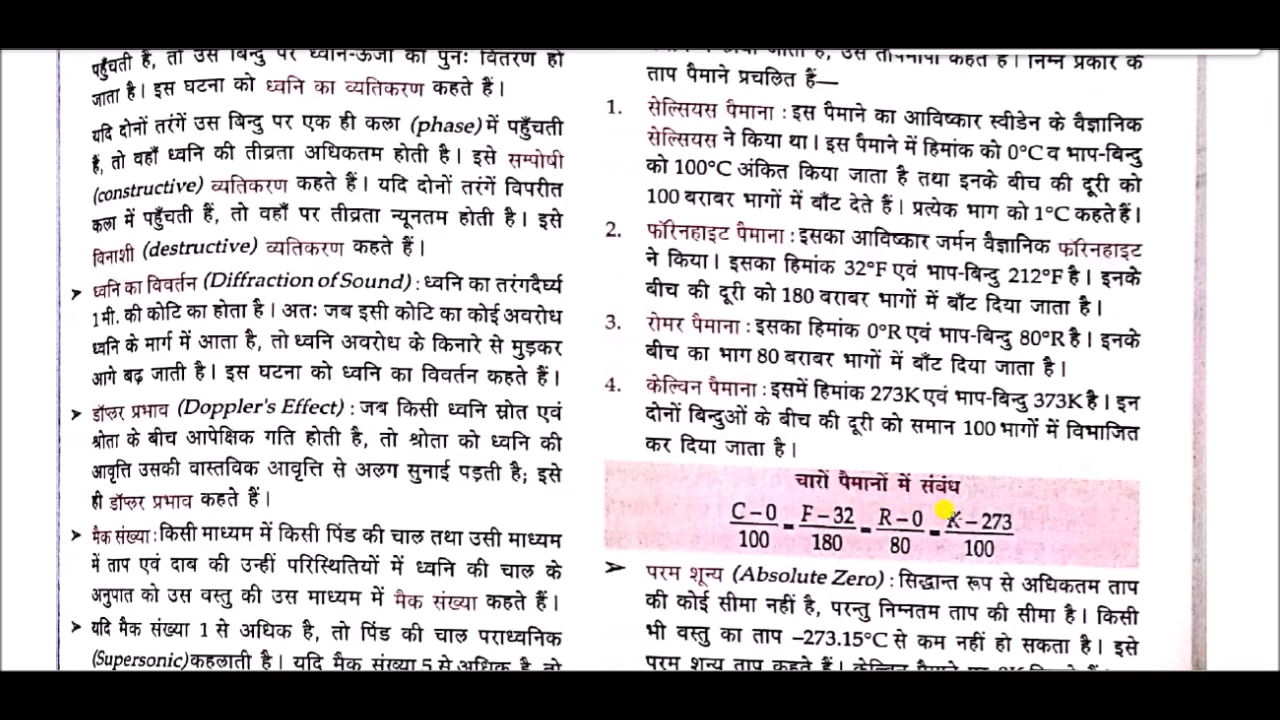 पहुँचती है, तो उस बिन्दु पर ध्वनि-ऊर्जा का पुनः वितरण हो
जाता है। इस घटना को ध्वनि का व्यतिकरण कहते हैं।
यदि दोनों तरंगें उस बिन्दु पर एक ही कला (phase) में पहुँचती
हैं, तो वहाँ ध्वनि की तीव्रता अधिकतम होती है। इसे सम्पोषी
(constructive) व्यतिकरण कहते हैं। यदि दोनों तरंगें विपरीत
कला में पहुँचती हैं, तो वहाँ पर तीव्रता न्यूनतम होती है। इसे
विनाशी (destructive) व्यतिकरण कहते हैं।
➤ ध्वनि का विवर्तन (Diffraction of Sound) : ध्वनि का तरंगदैर्घ्य
1 मी. की कोटि का होता है। अतः जब इसी कोटि का कोई अवरोध
ध्वनि के मार्ग में आता है, तो ध्वनि अवरोध के किनारे से मुड़कर
आगे बढ़ जाती है। इस घटना को ध्वनि का विवर्तन कहते हैं।
➤ डॉप्लर प्रभाव (Doppler's Effect) : जब किसी ध्वनि स्रोत एवं
श्रोता के बीच आपेक्षिक गति होती है, तो श्रोता को ध्वनि की
आवृत्ति उसकी वास्तविक आवृत्ति से अलग सुनाई पड़ती है; इसे
ही डॉप्लर प्रभाव कहते हैं।
➤ मैक संख्या : किसी माध्यम में किसी पिंड की चाल तथा उसी माध्यम
में ताप एवं दाब की उन्हीं परिस्थितियों में ध्वनि की चाल के
अनुपात को उस वस्तु की उस माध्यम में मैक संख्या कहते हैं।
➤ यदि मैक संख्या 1 से अधिक है, तो पिंड की चाल पराध्वनिक
(Supersonic) कहलाती है। यदि मैक संख्या 5 से अधिक है, तो
जाता है, उसे तापमापी कहते हैं। निम्न प्रकार के
ताप पैमाने प्रचलित हैं—
1. सेल्सियस पैमाना : इस पैमाने का आविष्कार स्वीडेन के वैज्ञानिक
सेल्सियस ने किया था। इस पैमाने में हिमांक को 0°C व भाप-बिन्दु
को 100°C अंकित किया जाता है तथा इनके बीच की दूरी को
100 बराबर भागों में बाँट देते हैं। प्रत्येक भाग को 1°C कहते हैं।
2. फॉरेनहाइट पैमाना : इसका आविष्कार जर्मन वैज्ञानिक फॉरेनहाइट
ने किया। इसका हिमांक 32°F एवं भाप-बिन्दु 212°F है। इनके
बीच की दूरी को 180 बराबर भागों में बाँट दिया जाता है।
3. रोमर पैमाना : इसका हिमांक 0°R एवं भाप-बिन्दु 80°R है। इनके
बीच का भाग 80 बराबर भागों में बाँट दिया जाता है।
4. केल्विन पैमाना : इसमें हिमांक 273K एवं भाप-बिन्दु 373K है। इन
दोनों बिन्दुओं के बीच की दूरी को समान 100 भागों में विभाजित
कर दिया जाता है।
चारों पैमानों में संबंध
C – 0 / 100 = F – 32 / 180 = R – 0 / 80 = K – 273 / 100
➤ परम शून्य (Absolute Zero) : सिद्धान्त रूप से अधिकतम ताप
की कोई सीमा नहीं है, परन्तु निम्नतम ताप की सीमा है। किसी
भी वस्तु का ताप –273.15°C से कम नहीं हो सकता है। इसे
परम शून्य ताप कहते हैं। केल्विन पैमाने पर